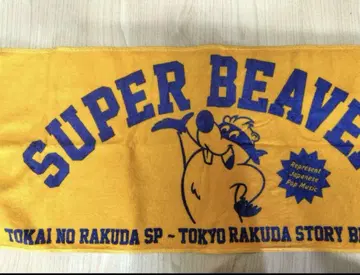 SUPER BEAVE
Represent
Japanese
Pop Music
TOKAI NO RAKUDA SP ~ TOKYO RAKUDA STORY B